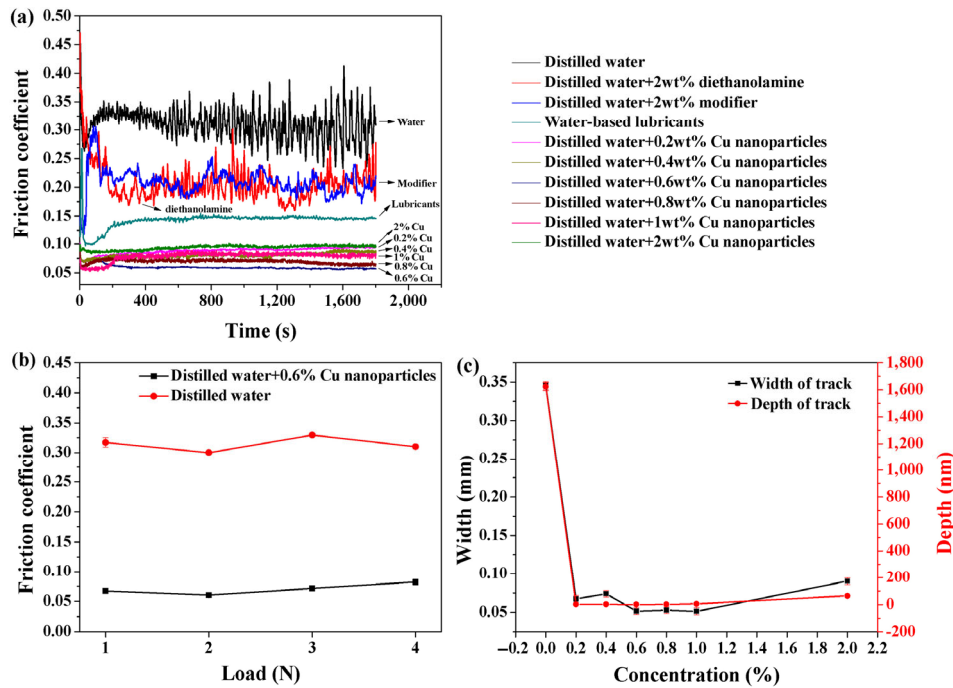 (a)
0.50
0.45
0.40
0.35
0.30
0.25
0.20
0.15
0.10
0.05
Friction coefficient
0
400
800
1,200
1,600
2,000
Time (s)
Water
Modifier
diethanolamine
Lubricants
2% Cu
0.2% Cu
0.4% Cu
1% Cu
0.8% Cu
0.6% Cu
Distilled water
Distilled water+2wt% diethanolamine
Distilled water+2wt% modifier
Water-based lubricants
Distilled water+0.2wt% Cu nanoparticles
Distilled water+0.4wt% Cu nanoparticles
Distilled water+0.6wt% Cu nanoparticles
Distilled water+0.8wt% Cu nanoparticles
Distilled water+1wt% Cu nanoparticles
Distilled water+2wt% Cu nanoparticles
(b)
0.45
0.40
0.35
0.30
0.25
0.20
0.15
0.10
0.05
0.00
Friction coefficient
1
2
3
4
Load (N)
Distilled water+0.6% Cu nanoparticles
Distilled water
(c)
0.35
0.30
0.25
0.20
0.15
0.10
0.05
Width (mm)
1,800
1,600
1,400
1,200
1,000
800
600
400
200
0
−200
Depth (nm)
−0.2
0.0
0.2
0.4
0.6
0.8
1.0
1.2
1.4
1.6
1.8
2.0
2.2
Concentration (%)
Width of track
Depth of track